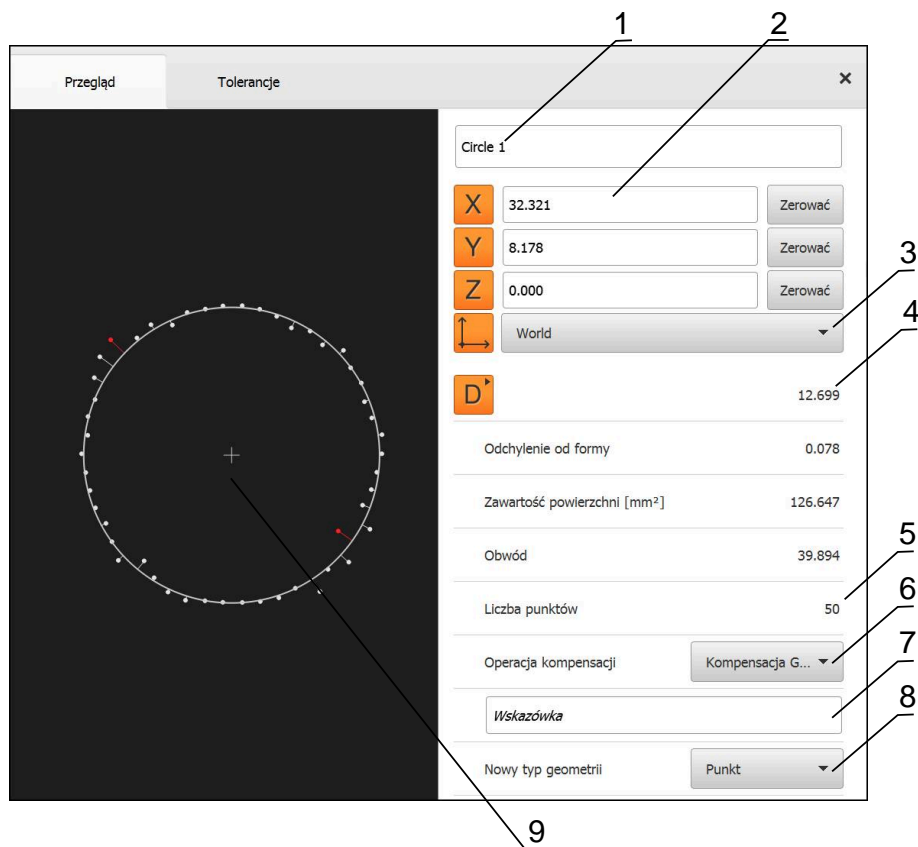 1 2
Przegląd Tolerancje ×
Circle 1
X 32.321 Zerować
Y 8.178 Zerować
3
Z 0.000 Zerować
4
World
D 12.699
Odchylenie od formy 0.078
Zawartość powierzchni [mm²] 126.647
5
Obwód 39.894
6
Liczba punktów 50
7
Operacja kompensacji Kompensacja G...
8
Wskazówka
Nowy typ geometrii Punkt
9